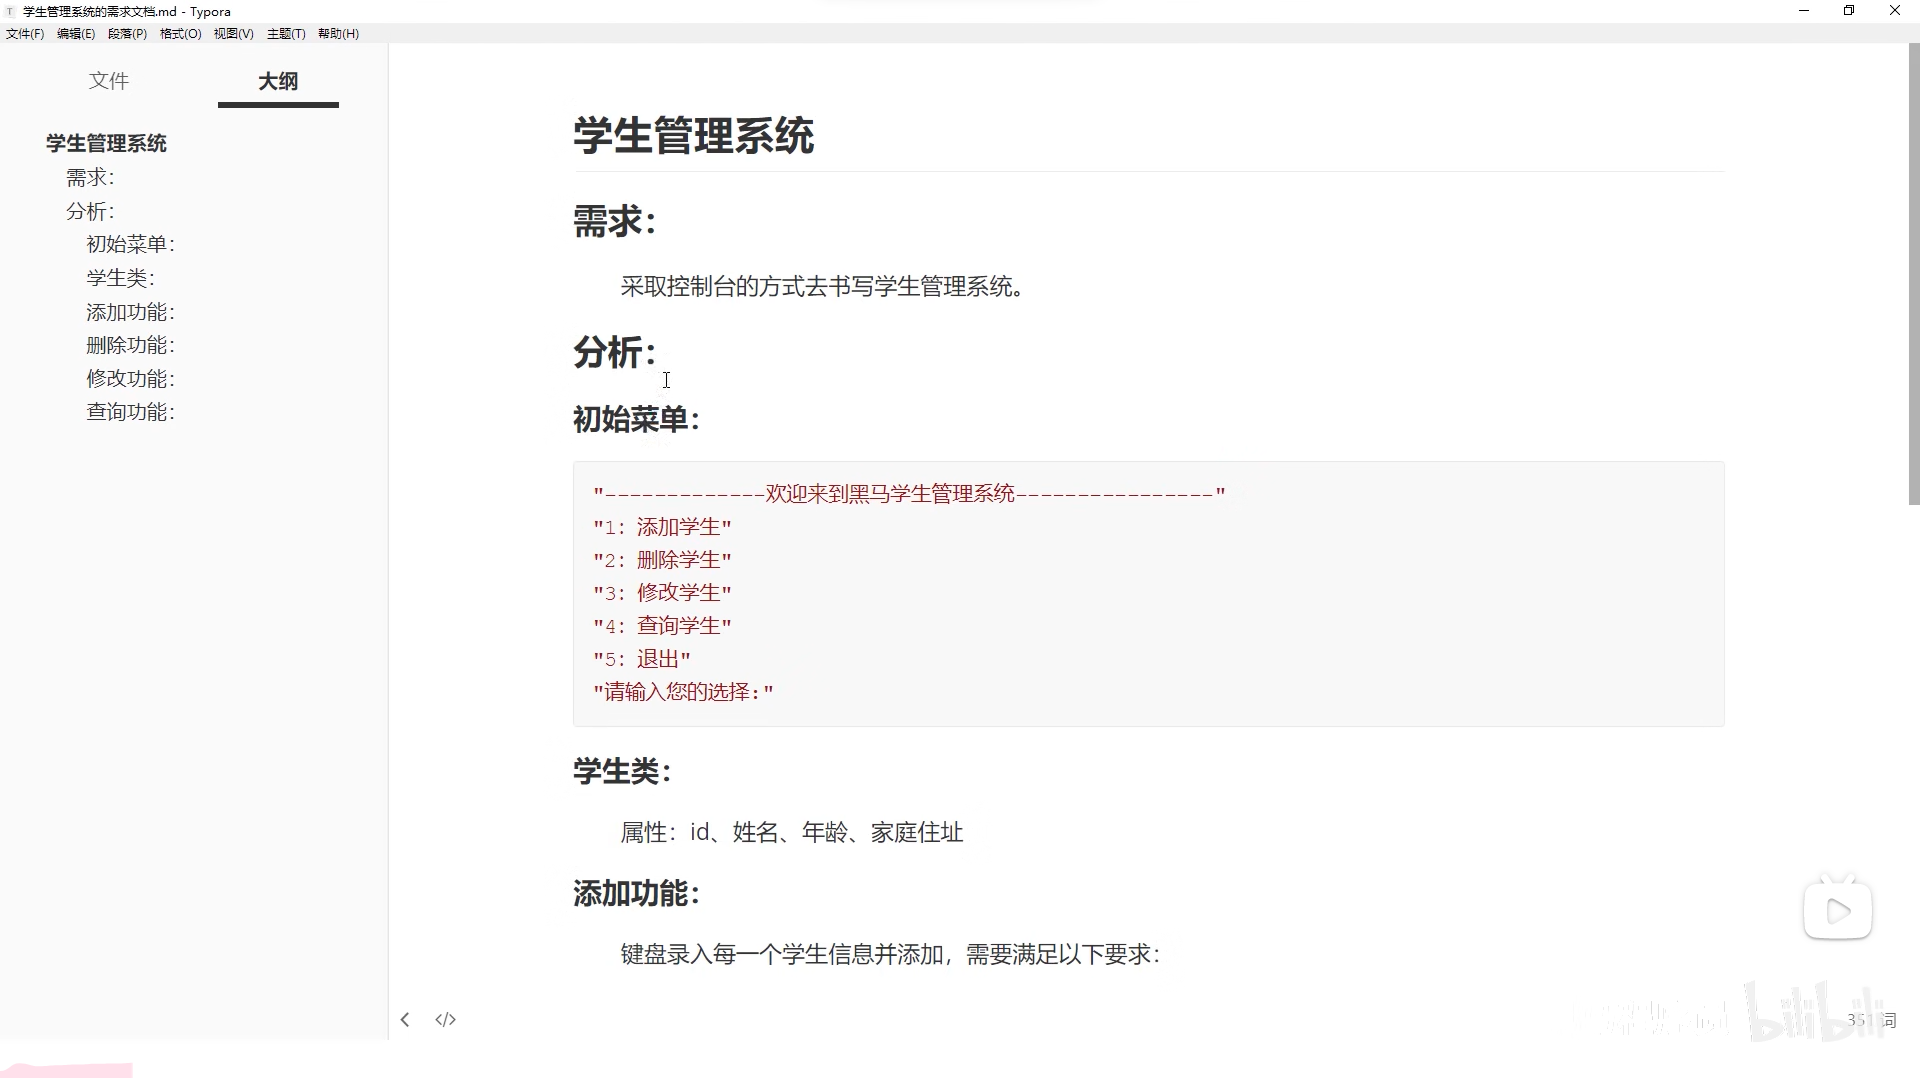 学生管理系统的需求文档.md - Typora
文件(F) 编辑(E) 段落(P) 格式(O) 视图(V) 主题(T) 帮助(H)
文件 大纲
学生管理系统
需求：
分析：
初始菜单：
学生类：
添加功能：
删除功能：
修改功能：
查询功能：
学生管理系统
需求：
采取控制台的方式去书写学生管理系统。
分析：
初始菜单：
"-------------欢迎来到黑马学生管理系统----------------"
"1：添加学生"
"2：删除学生"
"3：修改学生"
"4：查询学生"
"5：退出"
"请输入您的选择:"
学生类：
属性：id、姓名、年龄、家庭住址
添加功能：
键盘录入每一个学生信息并添加，需要满足以下要求：
</>
bilibili
351 词